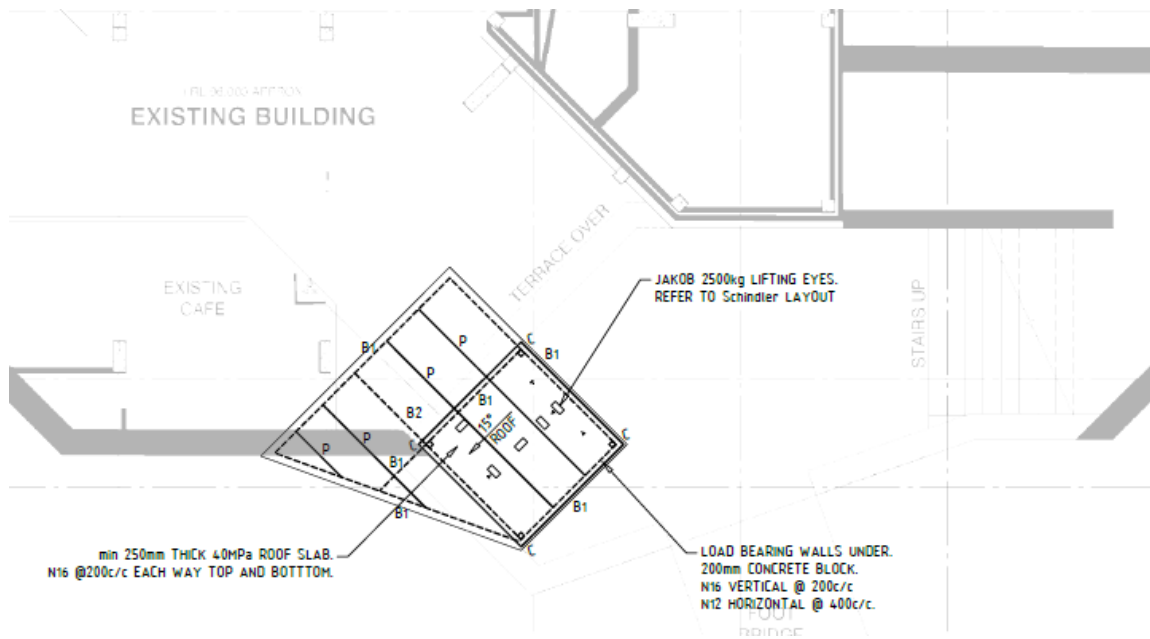 EXISTING BUILDING
TERRACE OVER
EXISTING
CAFE
JAKOB 2500kg LIFTING EYES.
REFER TO Schindler LAYOUT
STAIRS UP
C
B1
P
B1
P
B1
B2
15°
ROOF
C
C
P
P
B1
B1
B1
C
min 250mm THICK 40MPa ROOF SLAB.
N16 @200c/c EACH WAY TOP AND BOTTTOM.
LOAD BEARING WALLS UNDER.
200mm CONCRETE BLOCK.
N16 VERTICAL @ 200c/c
N12 HORIZONTAL @ 400c/c.
FOOT
BRIDGE